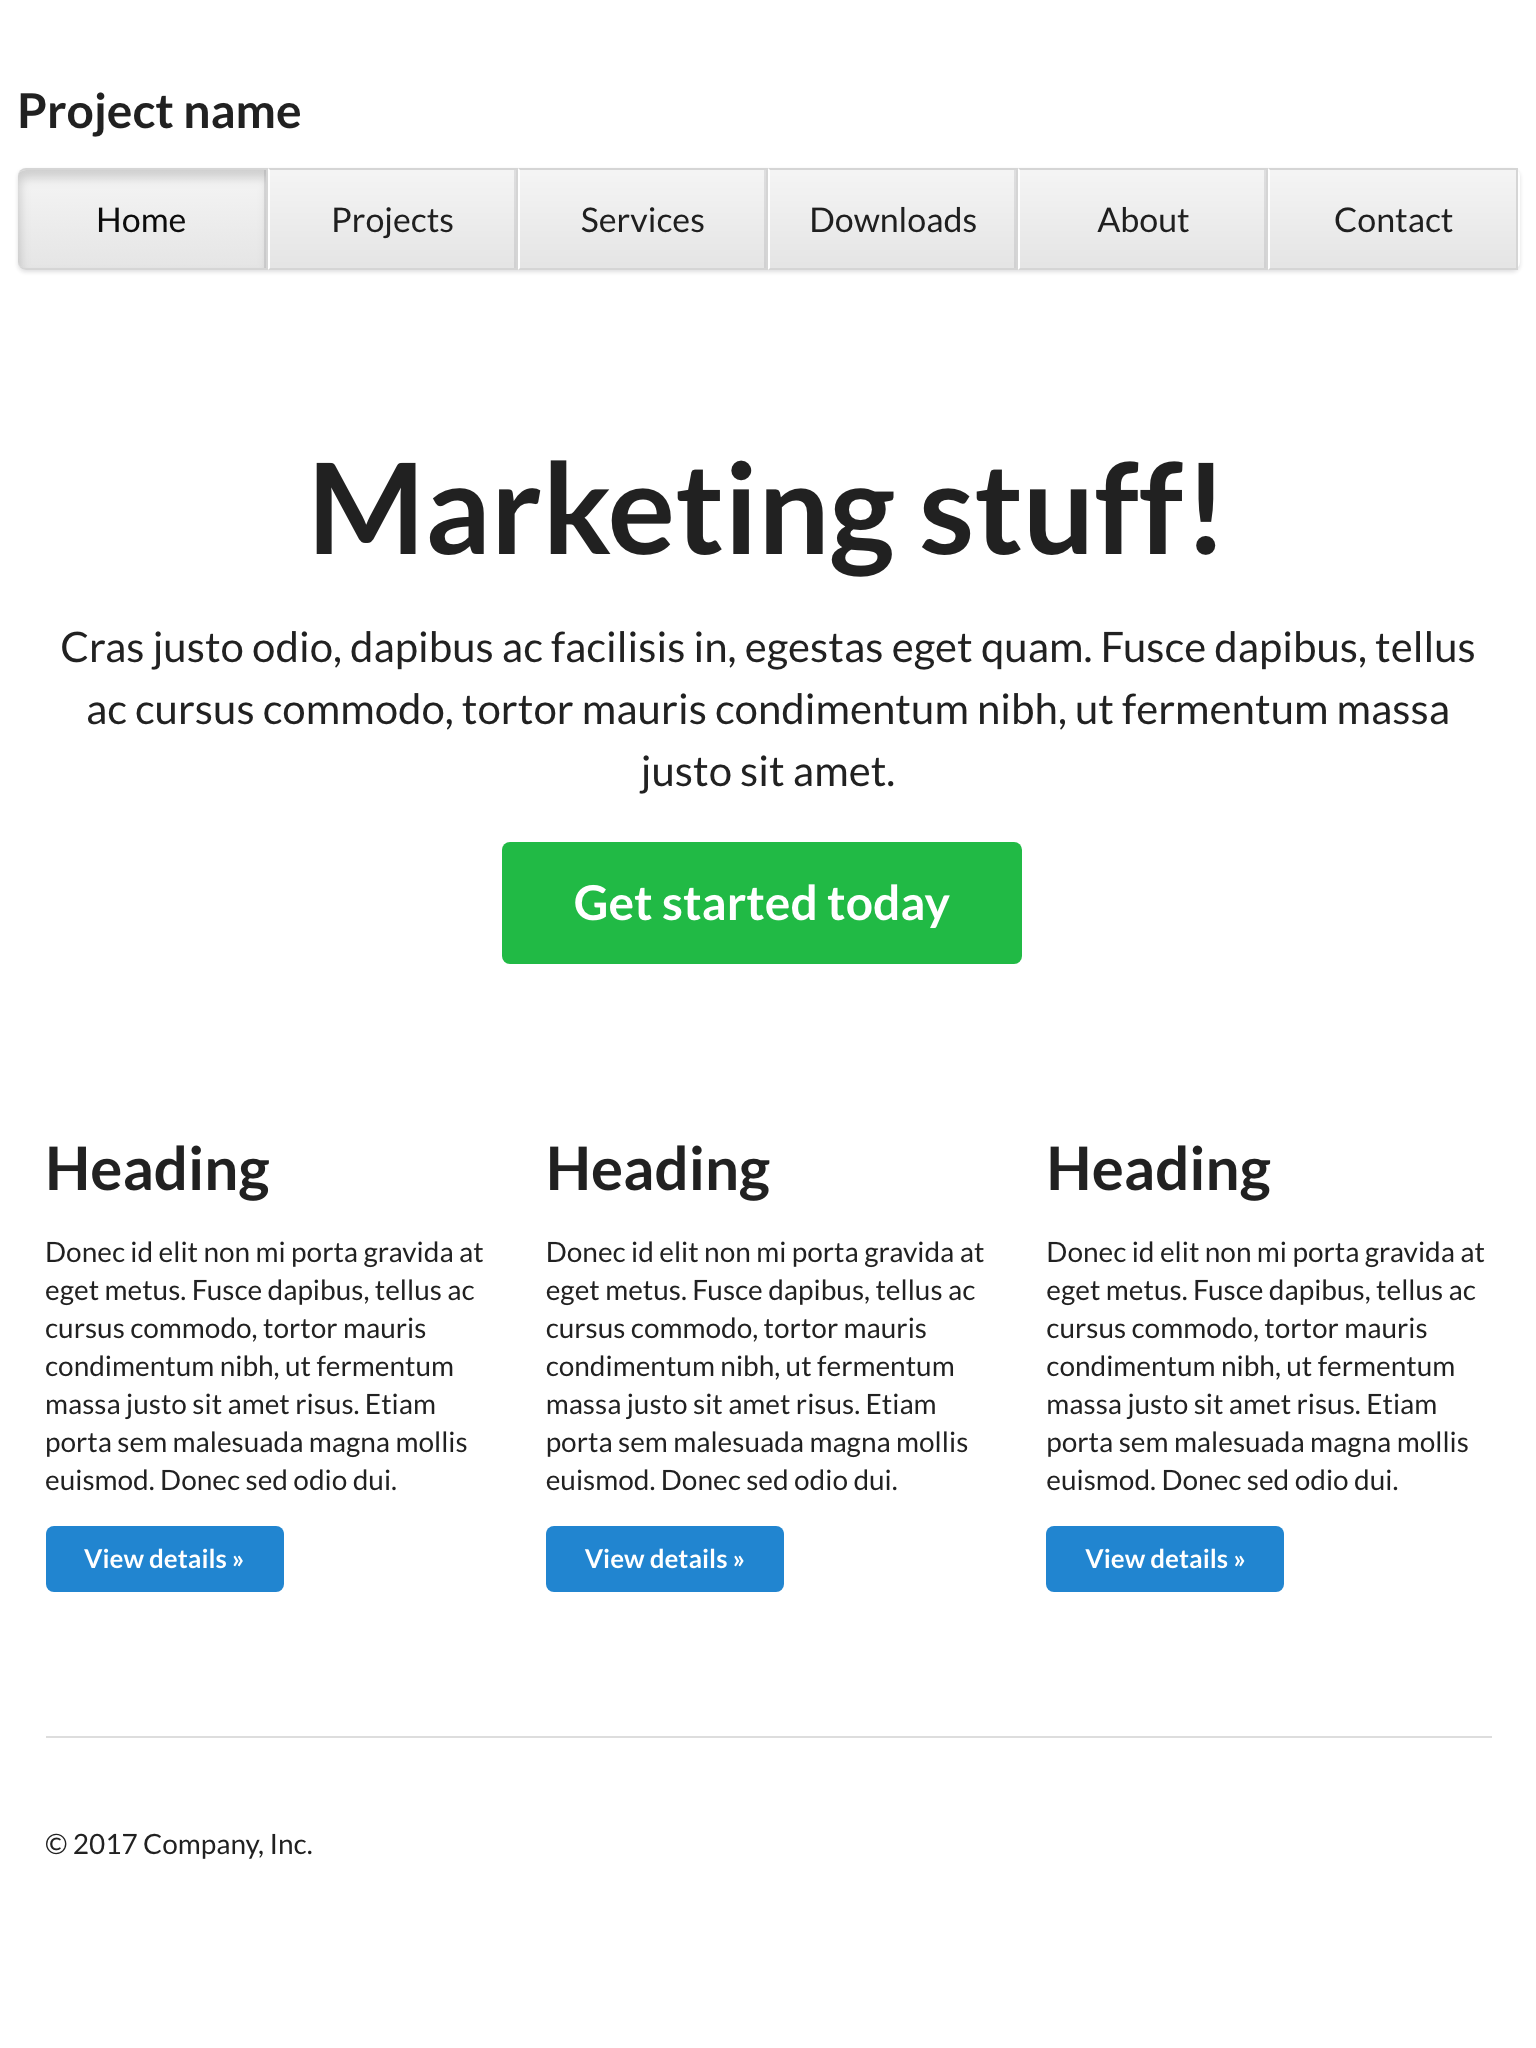 Project name
Home Projects Services Downloads About Contact
Marketing stuff!
Cras justo odio, dapibus ac facilisis in, egestas eget quam. Fusce dapibus, tellus
ac cursus commodo, tortor mauris condimentum nibh, ut fermentum massa
justo sit amet.
Get started today
Heading
Donec id elit non mi porta gravida at
eget metus. Fusce dapibus, tellus ac
cursus commodo, tortor mauris
condimentum nibh, ut fermentum
massa justo sit amet risus. Etiam
porta sem malesuada magna mollis
euismod. Donec sed odio dui.
View details »
Heading
Donec id elit non mi porta gravida at
eget metus. Fusce dapibus, tellus ac
cursus commodo, tortor mauris
condimentum nibh, ut fermentum
massa justo sit amet risus. Etiam
porta sem malesuada magna mollis
euismod. Donec sed odio dui.
View details »
Heading
Donec id elit non mi porta gravida at
eget metus. Fusce dapibus, tellus ac
cursus commodo, tortor mauris
condimentum nibh, ut fermentum
massa justo sit amet risus. Etiam
porta sem malesuada magna mollis
euismod. Donec sed odio dui.
View details »
© 2017 Company, Inc.